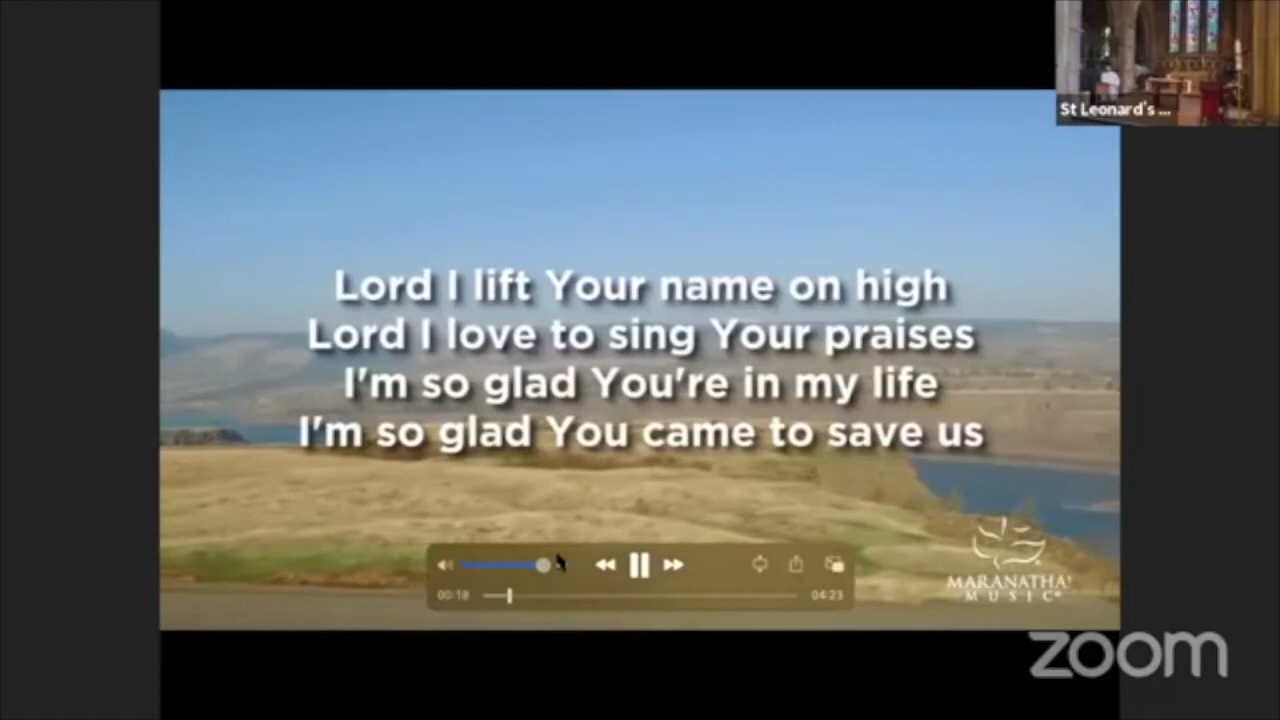 St Leonard's ...
Lord I lift Your name on high
Lord I love to sing Your praises
I'm so glad You're in my life
I'm so glad You came to save us
00:18
04:23
MARANATHA!
MUSIC®
zoom